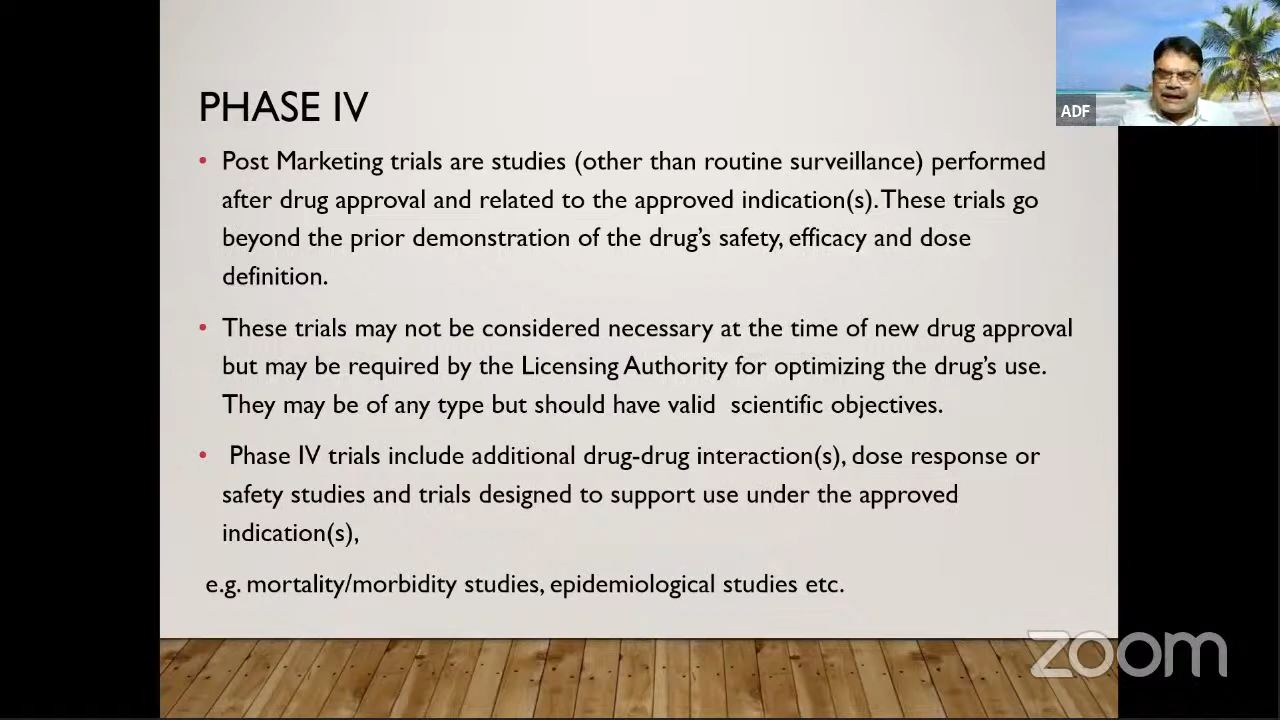 PHASE IV
• Post Marketing trials are studies (other than routine surveillance) performed
after drug approval and related to the approved indication(s). These trials go
beyond the prior demonstration of the drug's safety, efficacy and dose
definition.
• These trials may not be considered necessary at the time of new drug approval
but may be required by the Licensing Authority for optimizing the drug's use.
They may be of any type but should have valid scientific objectives.
• Phase IV trials include additional drug-drug interaction(s), dose response or
safety studies and trials designed to support use under the approved
indication(s),
e.g. mortality/morbidity studies, epidemiological studies etc.
ADF
zoom